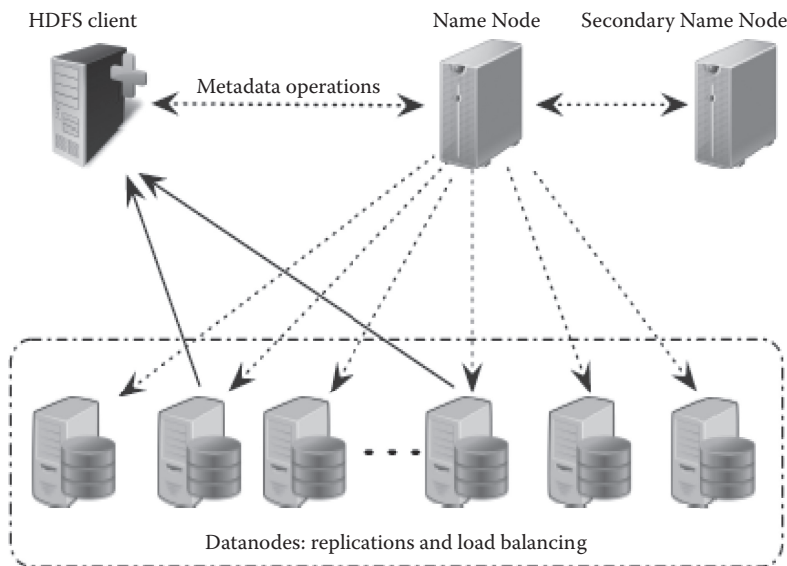 HDFS client
Name Node
Secondary Name Node
Metadata operations
Datanodes: replications and load balancing